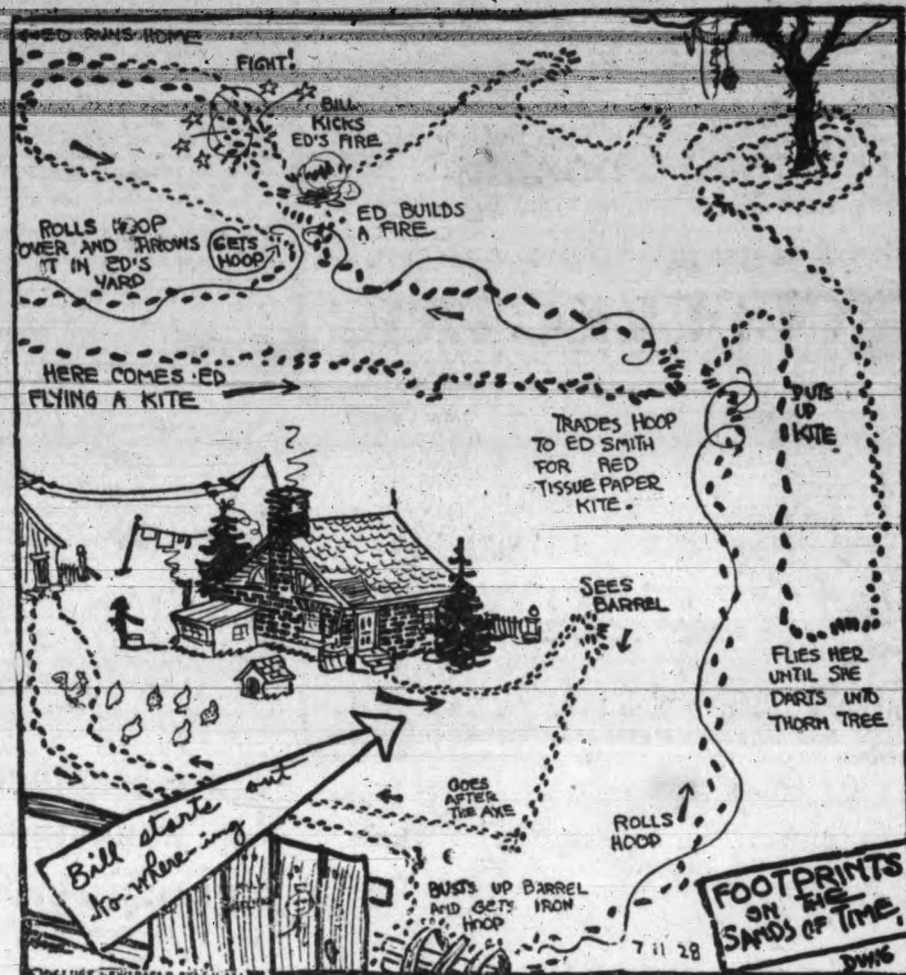 ED RUNS HOME
FIGHT!
BILL
KICKS
ED'S FIRE
ED BUILDS
A FIRE
ROLLS HOOP
OVER AND THROWS
IT IN ED'S
YARD
GETS
HOOP
HERE COMES ED
FLYING A KITE
TRADES HOOP
TO ED SMITH
FOR RED
TISSUE PAPER
KITE.
PUTS
UP
KITE
SEES
BARREL
FLIES HER
UNTIL SHE
DARTS INTO
THORN TREE
GOES
AFTER
THE AXE
ROLLS
HOOP
Bill starts out
no-where-ing
BUSTS UP BARREL
AND GETS IRON
HOOP
7 11 28
FOOTPRINTS
ON THE
SANDS OF TIME
DWIG